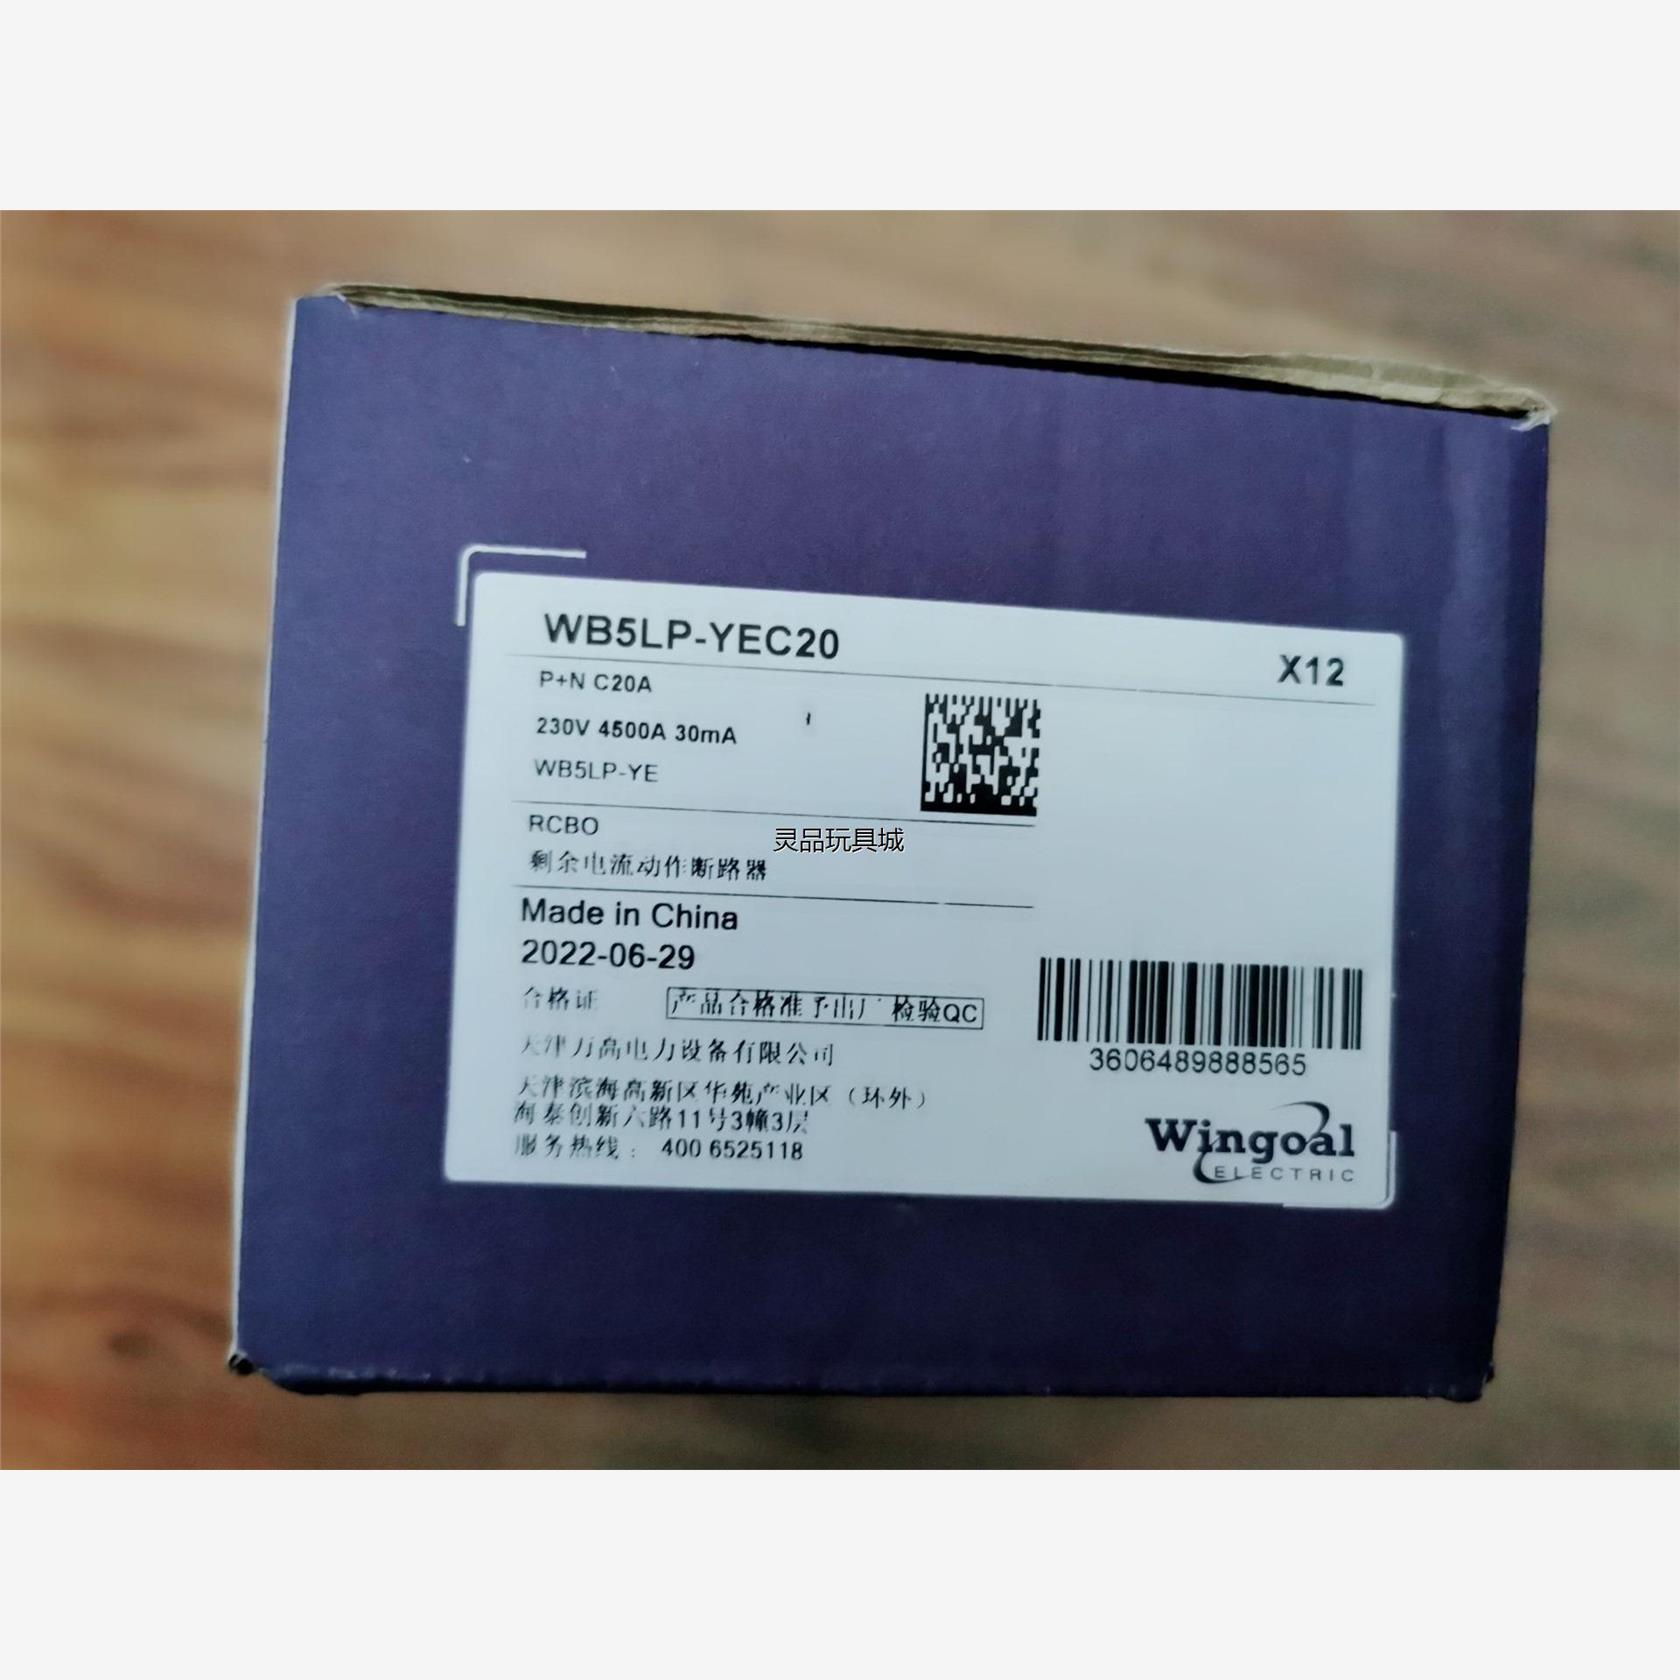 WB5LP-YEC20
X12
P+N C20A
230V 4500A 30mA
WB5LP-YE
RCBO
灵品玩具城
剩余电流动作断路器
Made in China
2022-06-29
合格证 产品合格准予出厂 检验QC
天津万高电力设备有限公司
天津滨海高新区华苑产业区（环外）
海泰创新六路11号3幢3层
服务热线： 400 6525118
3606489888565
Wingoal
ELECTRIC